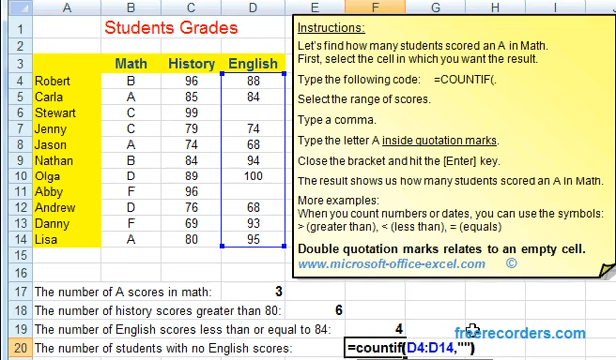 A B C D E F G H I
1 Students Grades
2
3 Math History English
4 Robert B 96 88
5 Carla A 85 84
6 Stewart C 99
7 Jenny C 79 74
8 Jason A 74 68
9 Nathan B 84 94
10 Olga D 89 100
11 Abby F 96
12 Andrew D 76 68
13 Danny F 69 93
14 Lisa A 80 95
15
16
17 The number of A scores in math: 3
18 The number of history scores greater than 80: 6
19 The number of English scores less than or equal to 84: 4
20 The number of students with no English scores: =countif(D4:D14,"")
Instructions:
Let's find how many students scored an A in Math.
First, select the cell in which you want the result.
Type the following code: =COUNTIF(.
Select the range of scores.
Type a comma.
Type the letter A inside quotation marks.
Close the bracket and hit the [Enter] key.
The result shows us how many students scored an A in Math.
More examples:
When you count numbers or dates, you can use the symbols:
> (greater than), < (less than), = (equals)
Double quotation marks relates to an empty cell.
www.microsoft-office-excel.com ©
freerecorders.com